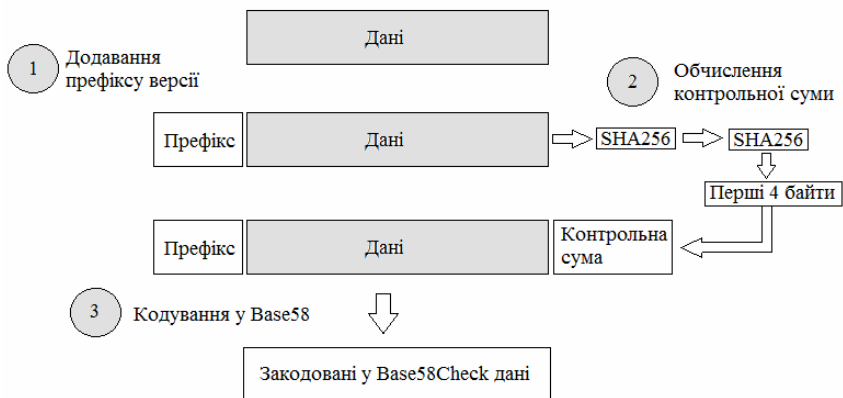 Дані
1
Додавання
префіксу версії
2
Обчислення
контрольної суми
Префікс
Дані
SHA256
SHA256
Перші 4 байти
Префікс
Дані
Контрольна
сума
3
Кодування у Base58
Закодовані у Base58Check дані